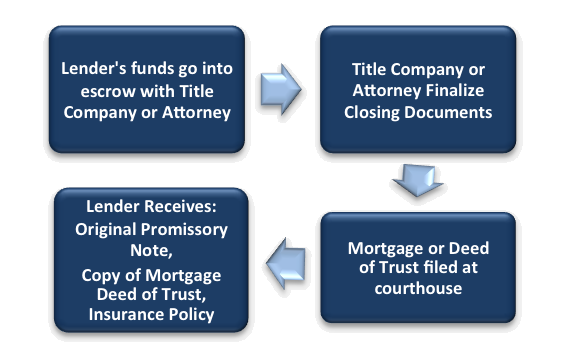 Lender's funds go into
escrow with Title
Company or Attorney
Title Company or
Attorney Finalize
Closing Documents
Mortgage or Deed
of Trust filed at
courthouse
Lender Receives:
Original Promissory
Note,
Copy of Mortgage
Deed of Trust,
Insurance Policy